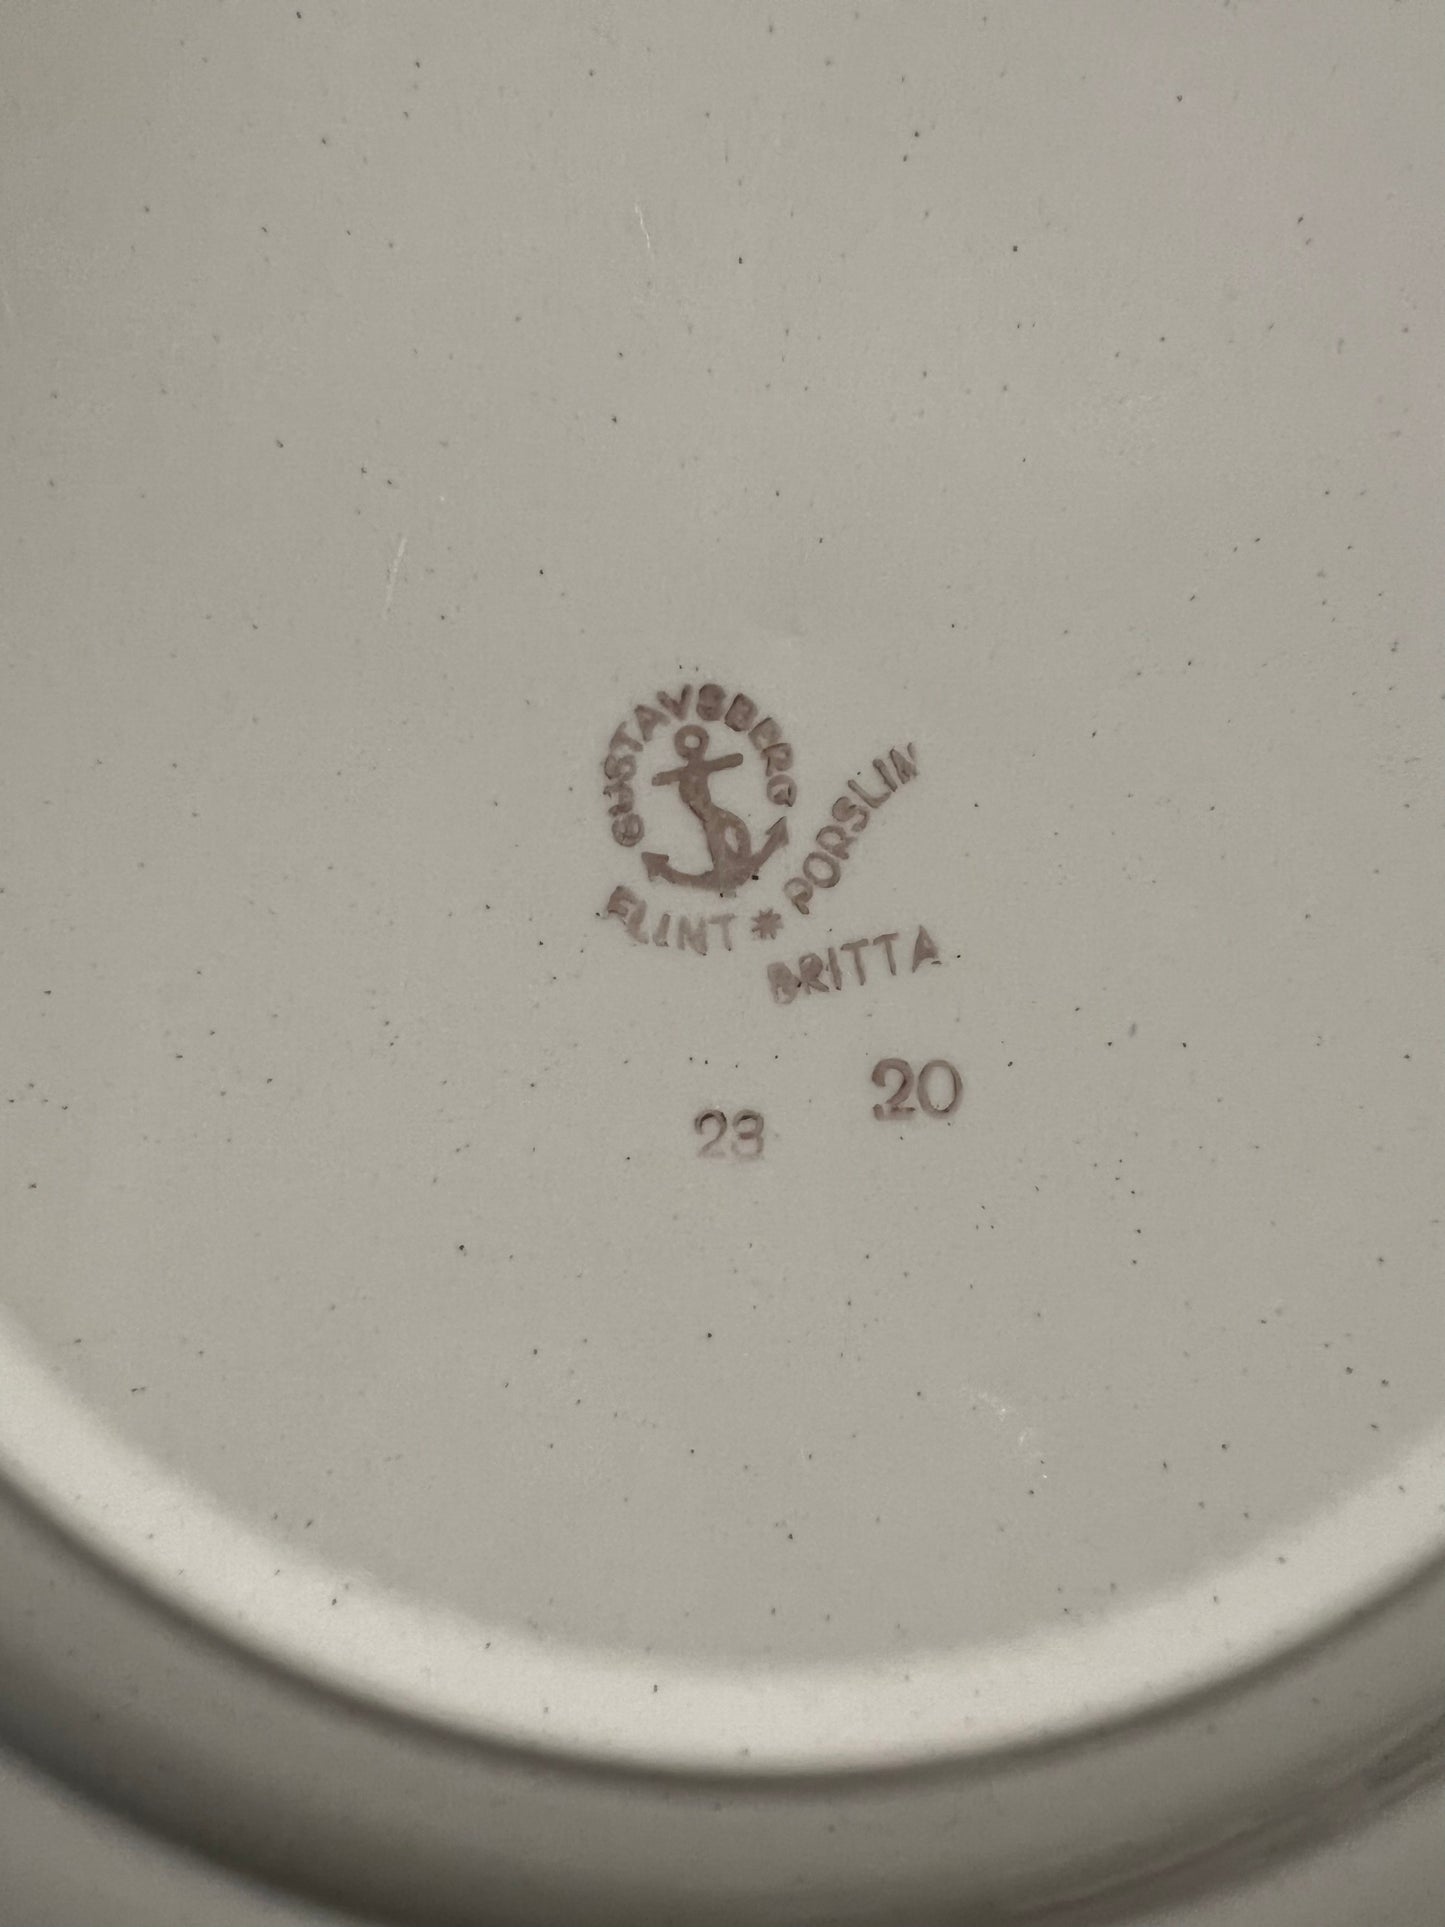 GUSTAVSBERG
FLINT * PORSLIN
BRITTA
20
23